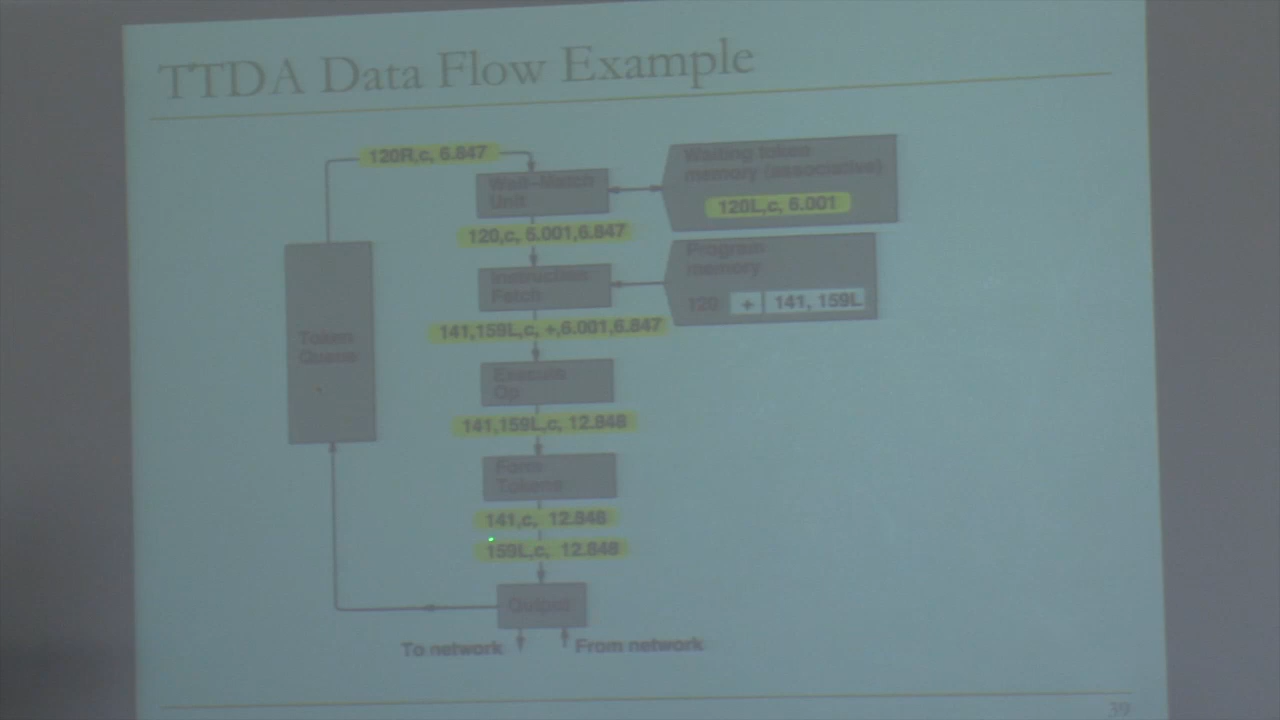 TTDA Data Flow Example
120R,c, 6.847
Wait-Match
Unit
Waiting token
memory (associative)
120L,c, 6.001
120,c, 6.001,6.847
Instruction
Fetch
Program
memory
120 + 141, 159L
141,159L,c, +,6.001,6.847
Token
Queue
Execute
Op
141,159L,c, 12.848
Form
Tokens
141,c, 12.848
159L,c, 12.848
Output
To network
From network
39